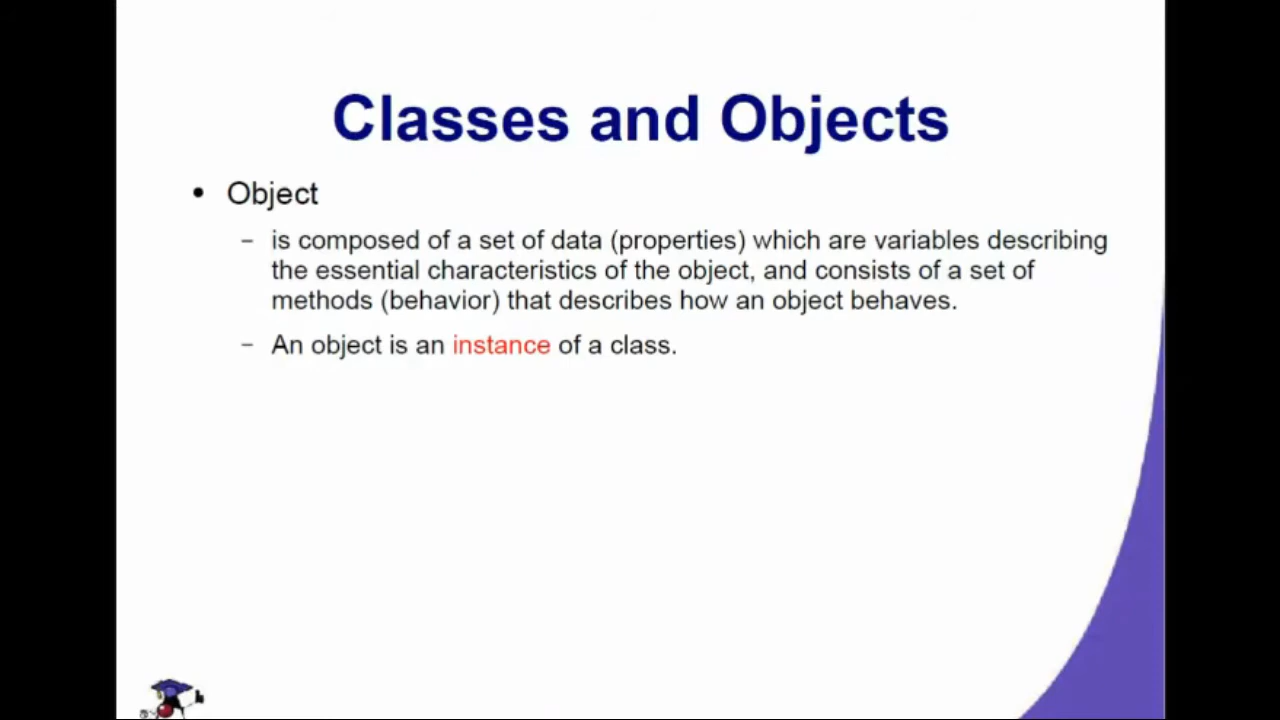 Classes and Objects
• Object
– is composed of a set of data (properties) which are variables describing
the essential characteristics of the object, and consists of a set of
methods (behavior) that describes how an object behaves.
– An object is an instance of a class.